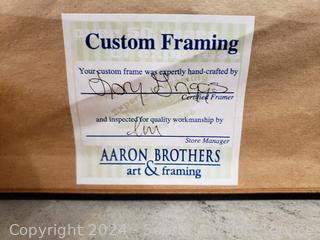 Custom Framing
Your custom frame was expertly hand-crafted by
Certified Framer
and inspected for quality workmanship by
Store Manager
AARON BROTHERS
art & framing
Copyright 2024 -